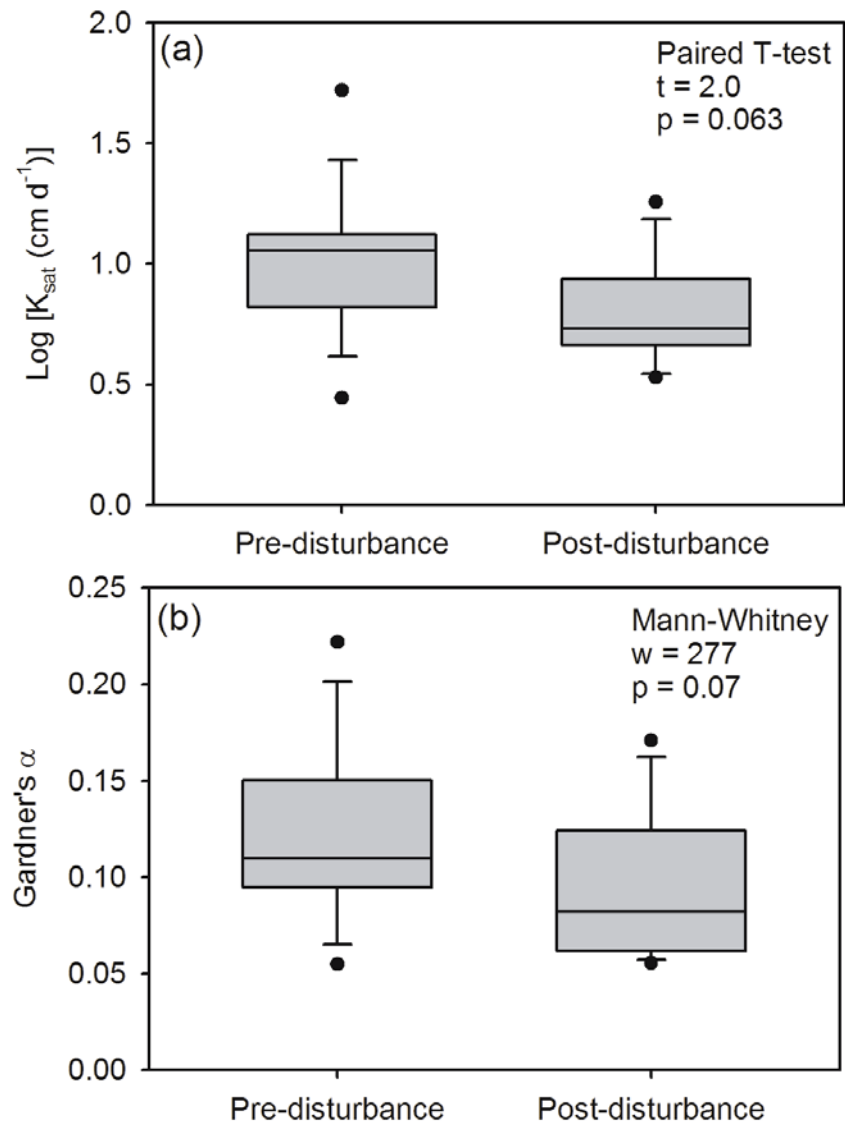 2.0
(a)
Paired T-test
t = 2.0
p = 0.063
1.5
1.0
0.5
0.0
Log [Ksat (cm d-1)]
Pre-disturbance
Post-disturbance
0.25
(b)
Mann-Whitney
w = 277
p = 0.07
0.20
0.15
0.10
0.05
0.00
Gardner's α
Pre-disturbance
Post-disturbance